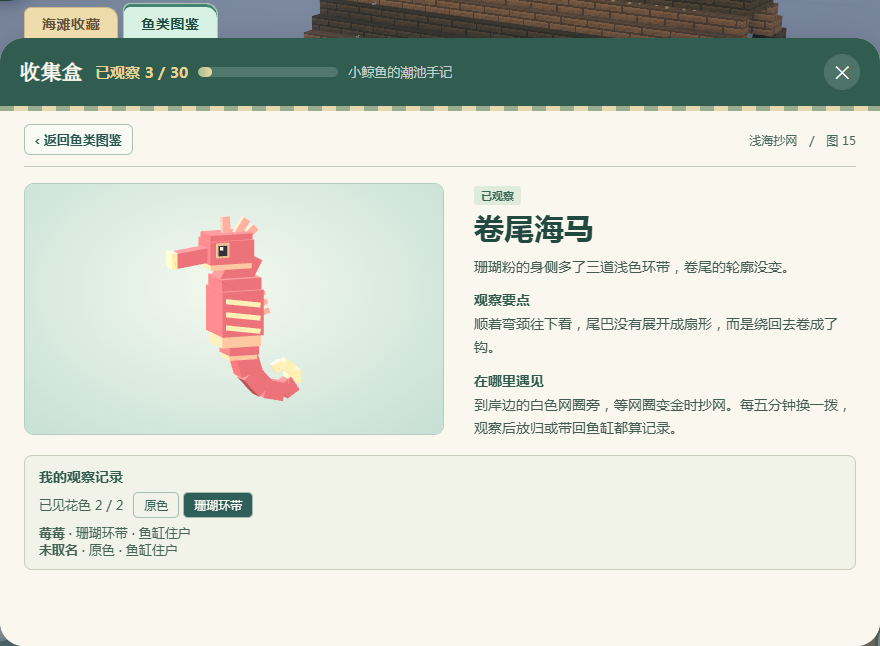 海滩收藏
鱼类图鉴
收集盒
已观察 3 / 30
小鲸鱼的潮池手记
‹ 返回鱼类图鉴
浅海抄网 / 图 15
已观察
卷尾海马
珊瑚粉的身侧多了三道浅色环带，卷尾的轮廓没变。
观察要点
顺着弯颈往下看，尾巴没有展开成扇形，而是绕回去卷成了
钩。
在哪里遇见
到岸边的白色网圈旁，等网圈变金时抄网。每五分钟换一拨，
观察后放归或带回鱼缸都算记录。
我的观察记录
已见花色 2 / 2
原色
珊瑚环带
莓莓 · 珊瑚环带 · 鱼缸住户
未取名 · 原色 · 鱼缸住户